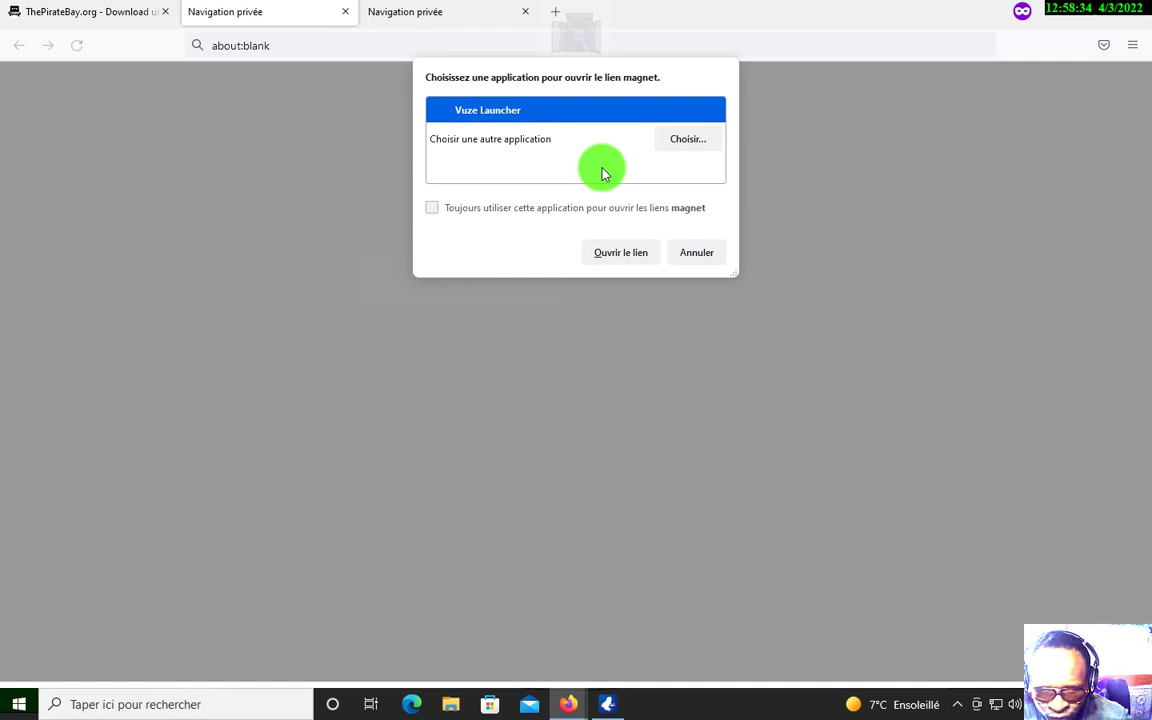 ThePirateBay.org - Download u
Navigation privée
Navigation privée
12:58:34 4/3/2022
about:blank
Choisissez une application pour ouvrir le lien magnet.
Vuze Launcher
Choisir une autre application
Choisir...
Toujours utiliser cette application pour ouvrir les liens magnet
Ouvrir le lien
Annuler
Taper ici pour rechercher
7°C Ensoleillé